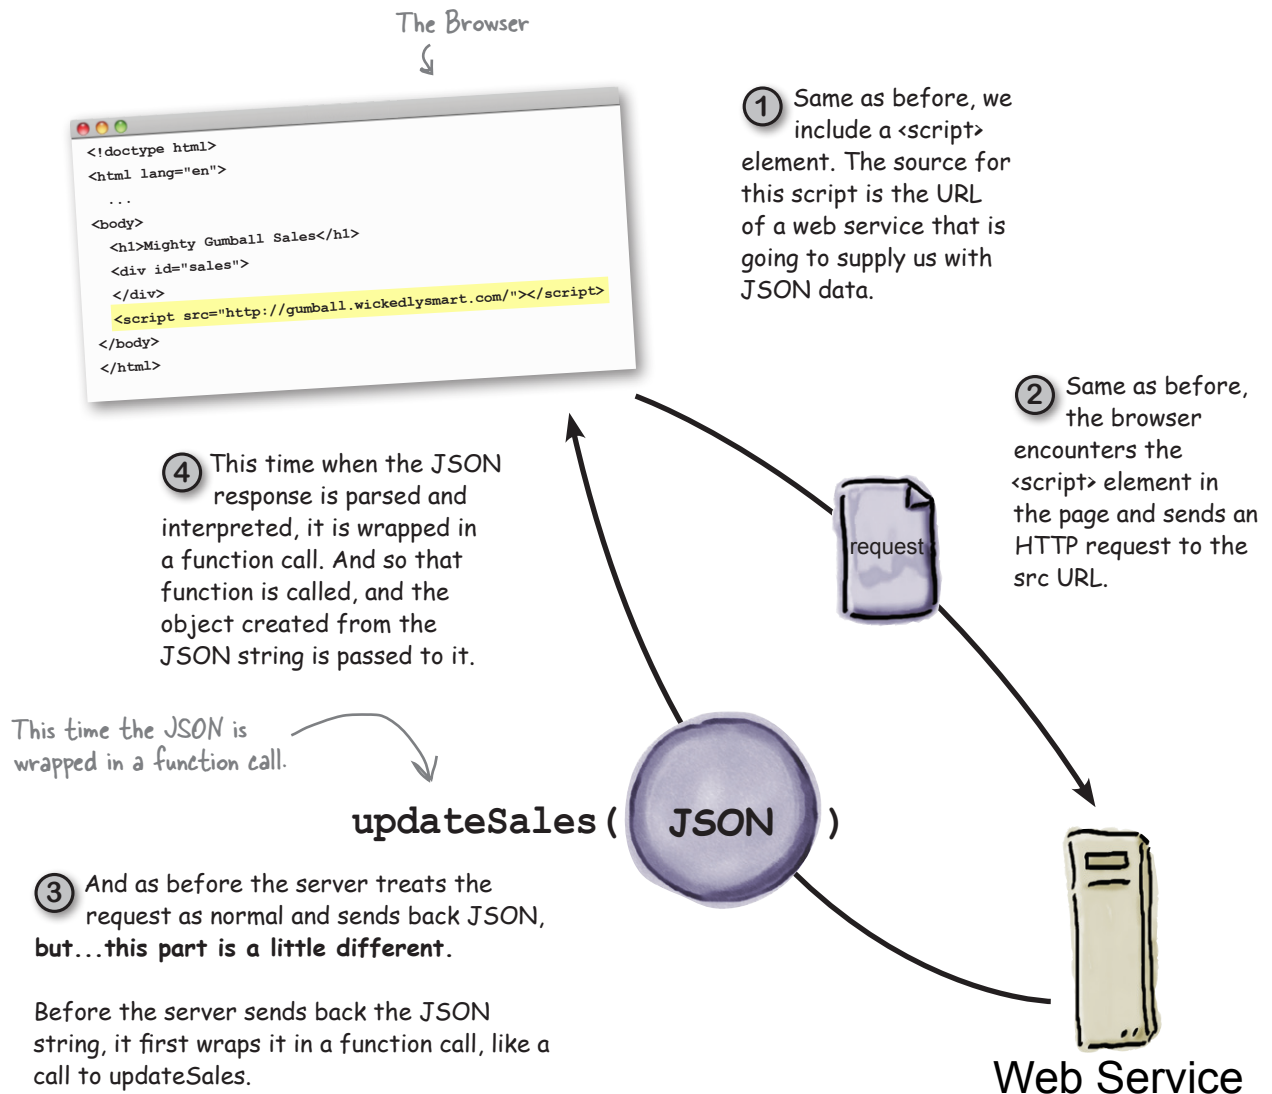 The Browser
<!doctype html>
<html lang="en">
...
<body>
<h1>Mighty Gumball Sales</h1>
<div id="sales">
</div>
<script src="http://gumball.wickedlysmart.com/"></script>
</body>
</html>
1 Same as before, we
include a <script>
element. The source for
this script is the URL
of a web service that is
going to supply us with
JSON data.
2 Same as before,
the browser
encounters the
<script> element in
the page and sends an
HTTP request to the
src URL.
request
4 This time when the JSON
response is parsed and
interpreted, it is wrapped in
a function call. And so that
function is called, and the
object created from the
JSON string is passed to it.
This time the JSON is
wrapped in a function call.
updateSales( JSON )
3 And as before the server treats the
request as normal and sends back JSON,
but...this part is a little different.
Before the server sends back the JSON
string, it first wraps it in a function call, like a
call to updateSales.
Web Service